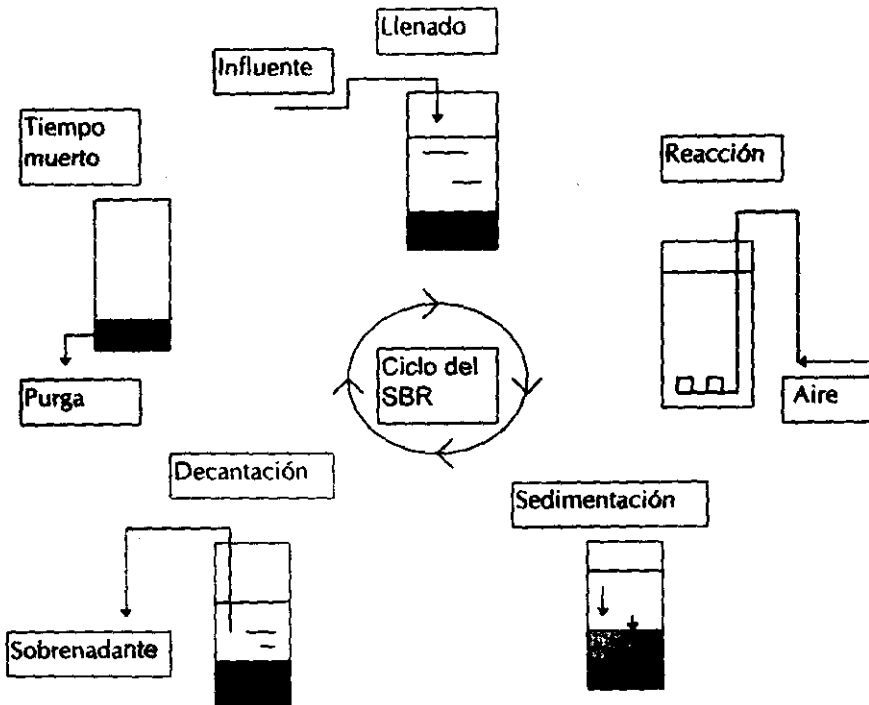 Llenado
Influente
Tiempo
muerto
Reacción
Ciclo del
SBR
Purga
Aire
Decantación
Sedimentación
Sobrenadante